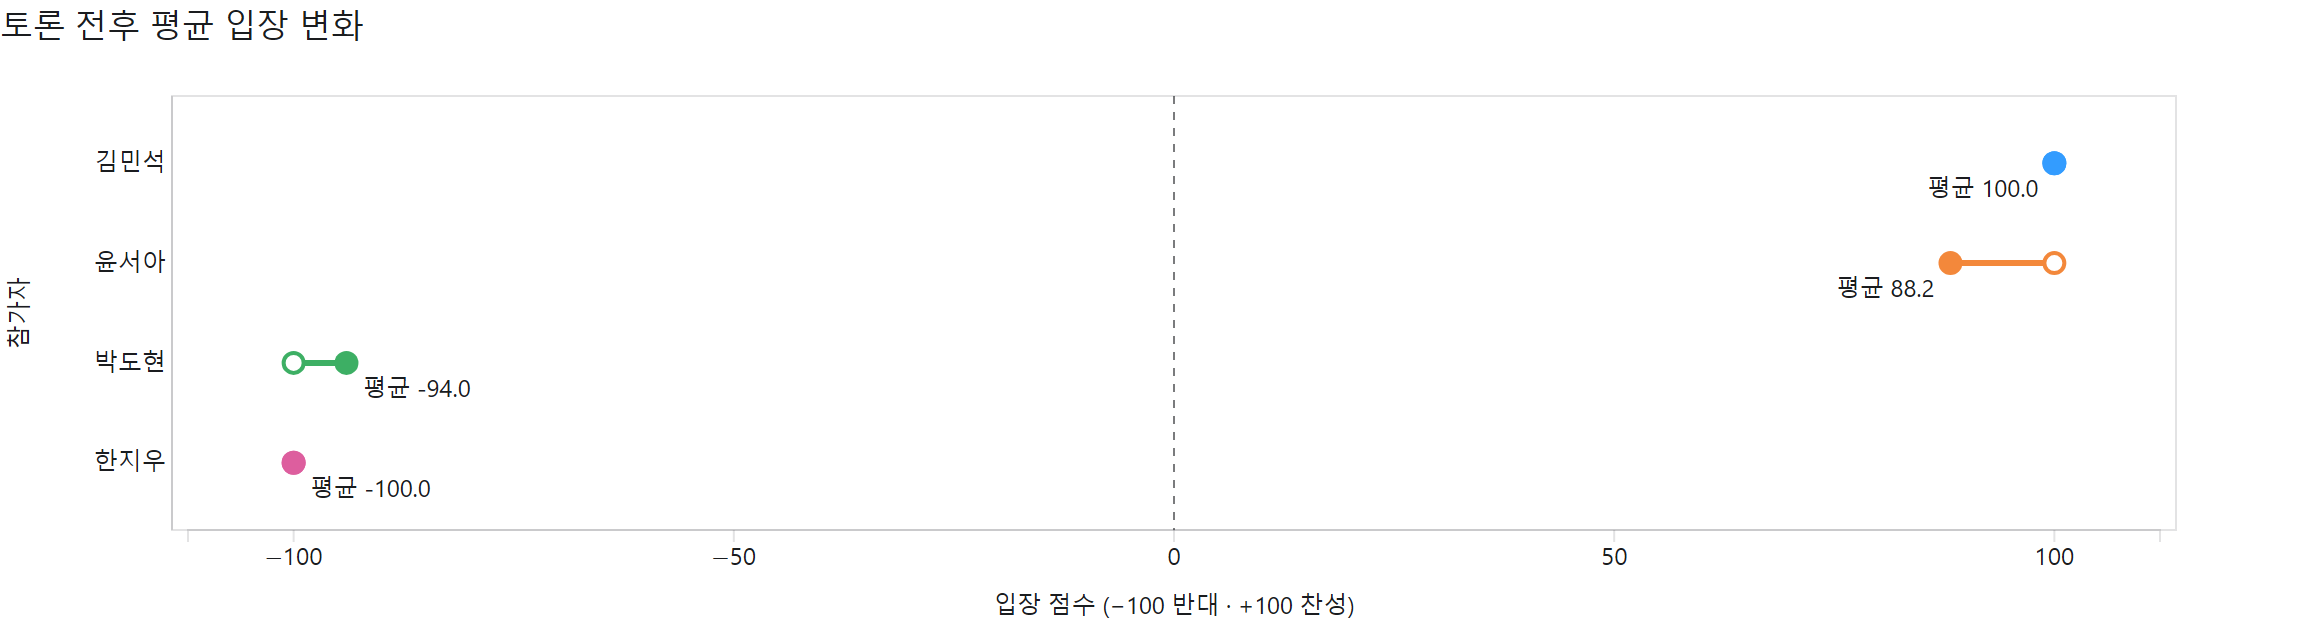 토론 전후 평균 입장 변화
참가자
김민석
평균 100.0
윤서아
평균 88.2
박도현
평균 -94.0
한지우
평균 -100.0
−100
−50
0
50
100
입장 점수 (−100 반대 · +100 찬성)